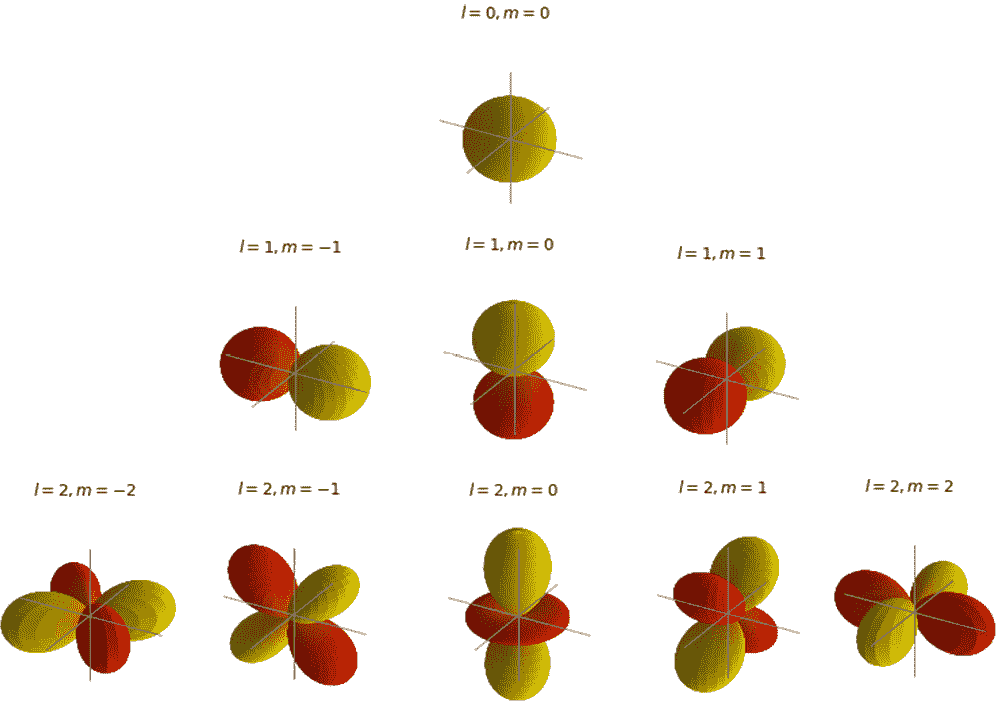 l = 0, m = 0
l = 1, m = −1
l = 1, m = 0
l = 1, m = 1
l = 2, m = −2
l = 2, m = −1
l = 2, m = 0
l = 2, m = 1
l = 2, m = 2